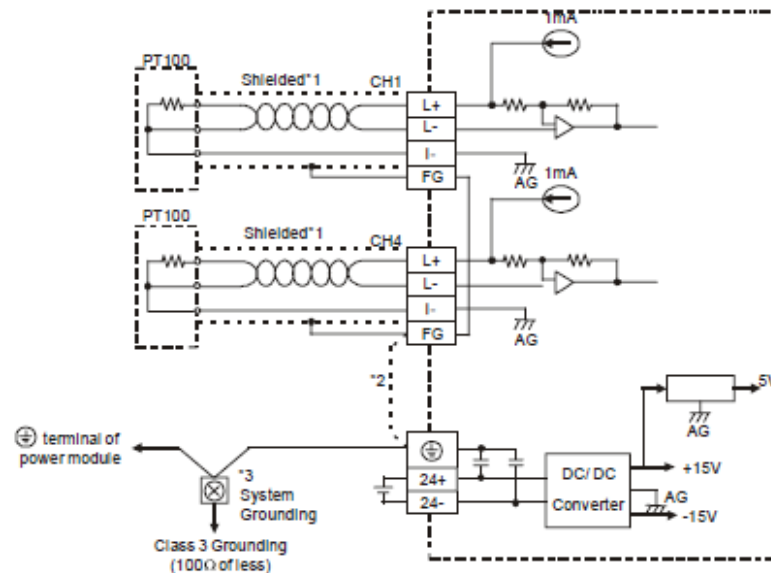 1mA
PT100
Shielded*1
CH1
L+
L-
I-
FG
AG
1mA
PT100
Shielded*1
CH4
L+
L-
I-
FG
AG
*2
5V
AG
terminal of
power module
*3
System
Grounding
24+
24-
DC/ DC
Converter
+15V
AG
-15V
Class 3 Grounding
(100Ω of less)